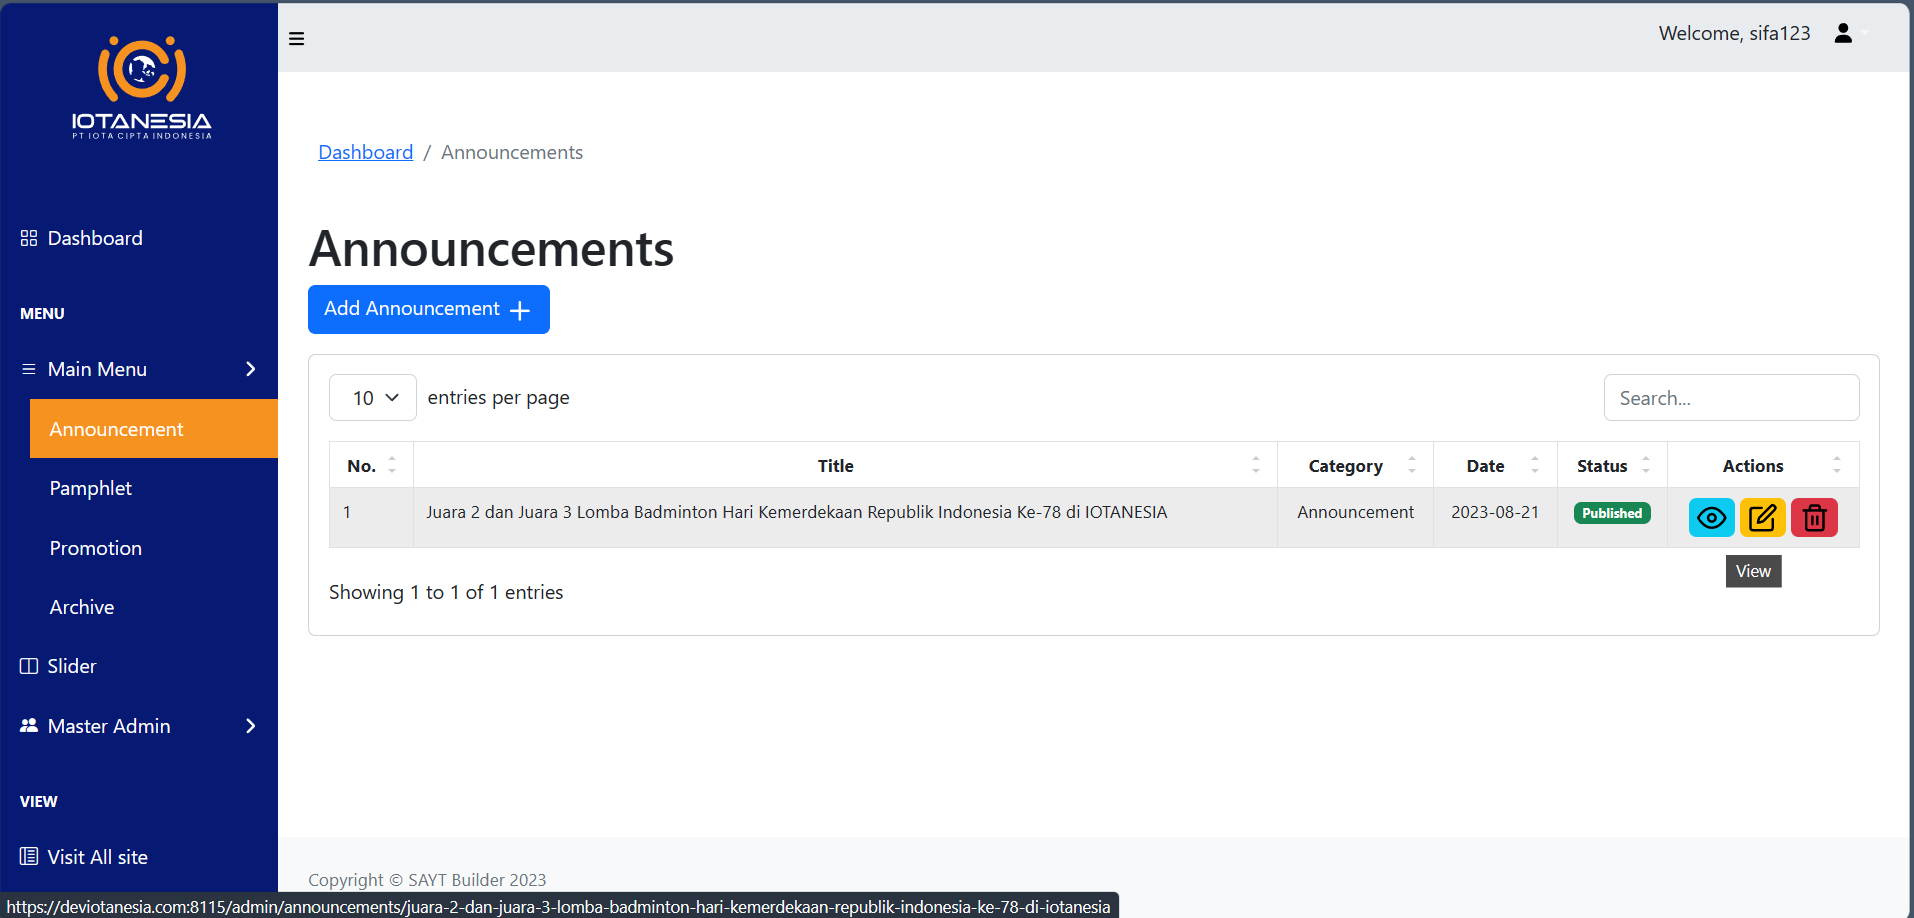 IOTANESIA
PT IOTA CIPTA INDONESIA
Dashboard
MENU
Main Menu
Announcement
Pamphlet
Promotion
Archive
Slider
Master Admin
VIEW
Visit All site
Welcome, sifa123
Dashboard / Announcements
Announcements
Add Announcement
10 entries per page
Search...
No. Title Category Date Status Actions
1 Juara 2 dan Juara 3 Lomba Badminton Hari Kemerdekaan Republik Indonesia Ke-78 di IOTANESIA Announcement 2023-08-21 Published
View
Showing 1 to 1 of 1 entries
Copyright © SAYT Builder 2023
https://deviotanesia.com:8115/admin/announcements/juara-2-dan-juara-3-lomba-badminton-hari-kemerdekaan-republik-indonesia-ke-78-di-iotanesia